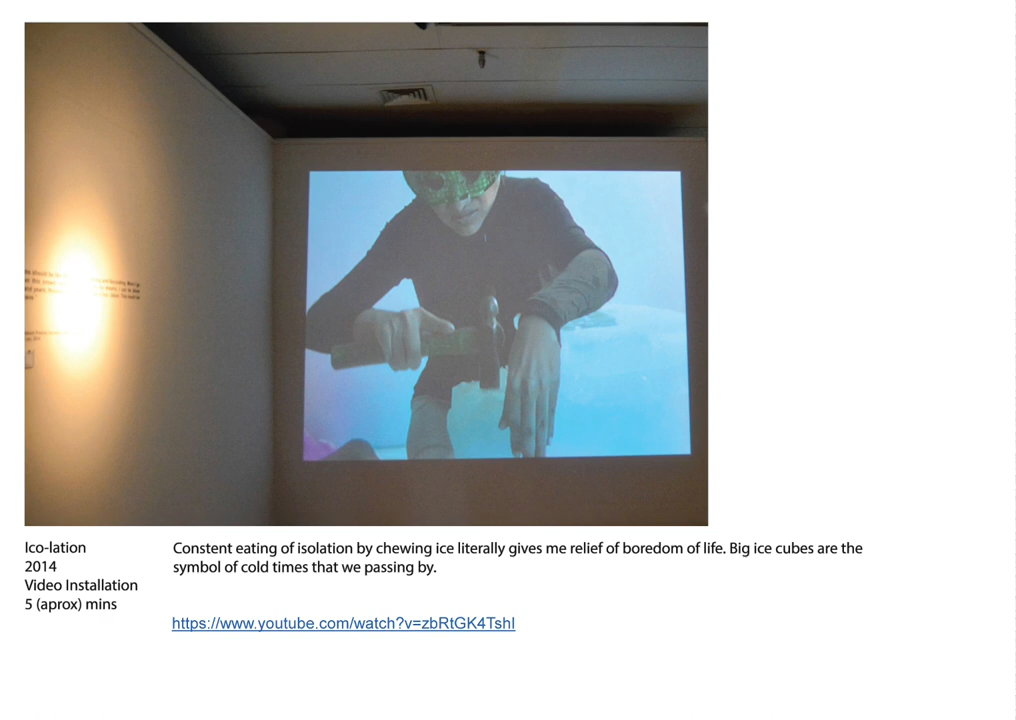 Ico-lation
2014
Video Installation
5 (aprox) mins
Constent eating of isolation by chewing ice literally gives me relief of boredom of life. Big ice cubes are the
symbol of cold times that we passing by.
https://www.youtube.com/watch?v=zbRtGK4TshI